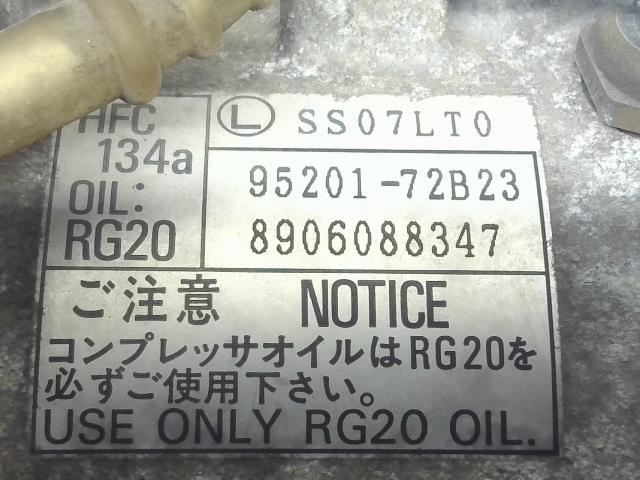 HFC
134a
OIL:
RG20
Ⓛ SS07LT0
95201-72B23
8906088347
ご注意 NOTICE
コンプレッサオイルはRG20を
必ずご使用下さい。
USE ONLY RG20 OIL.